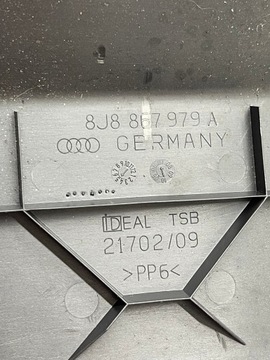 8J8 867 979 A
GERMANY
IDEAL TSB
21702/09
>PP6<